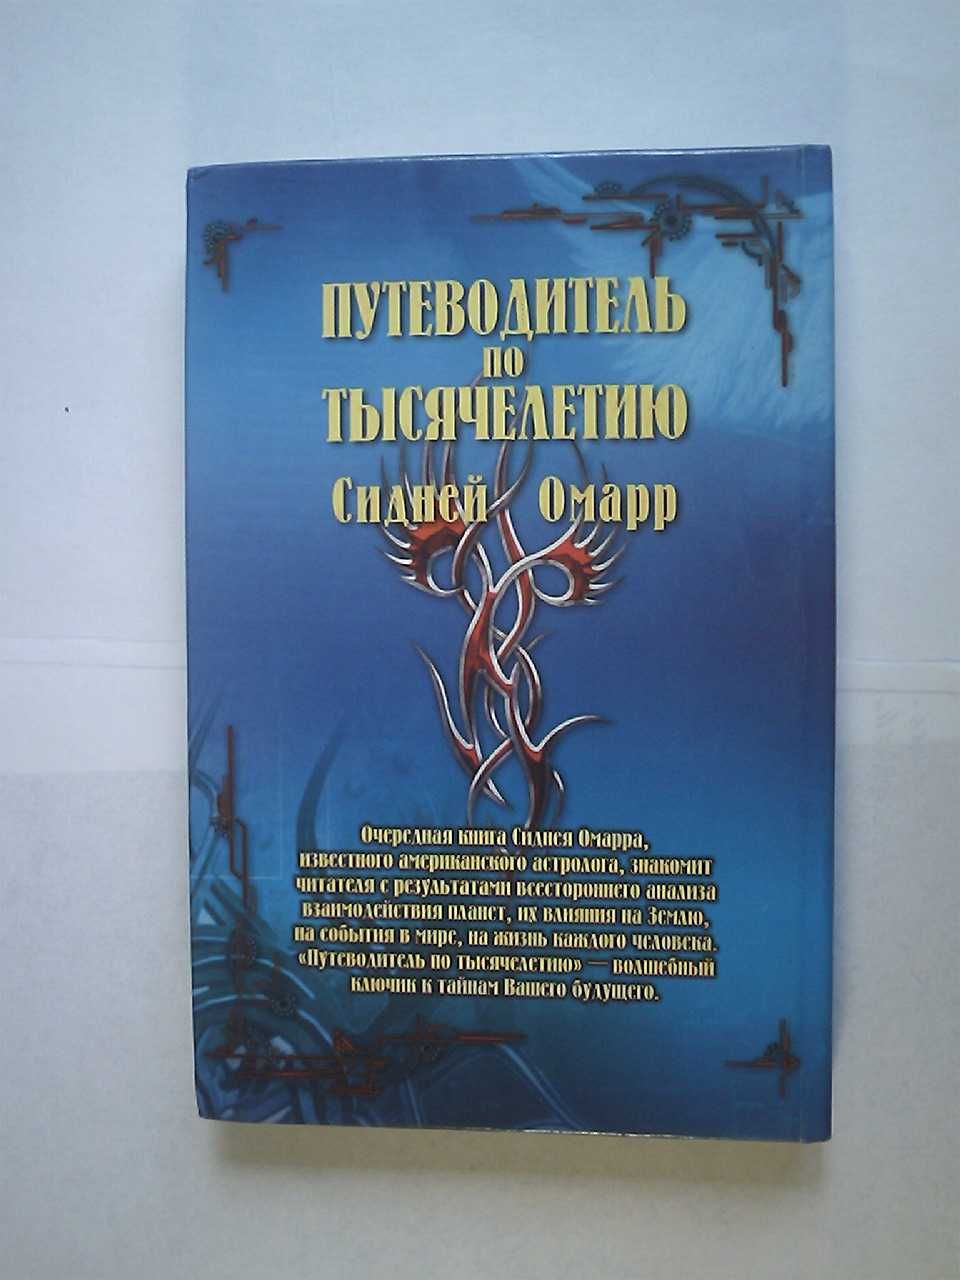 ПУТЕВОДИТЕЛЬ
ПО
ТЫСЯЧЕЛЕТИЮ
Сидней Омарр
Очередная книга Сиднея Омарра,
известного американского астролога, знакомит
читателя с результатами всестороннего анализа
взаимодействия планет, их влияния на Землю,
на события в мире, на жизнь каждого человека.
«Путеводитель по тысячелетию» — волшебный
ключик к тайнам Вашего будущего.